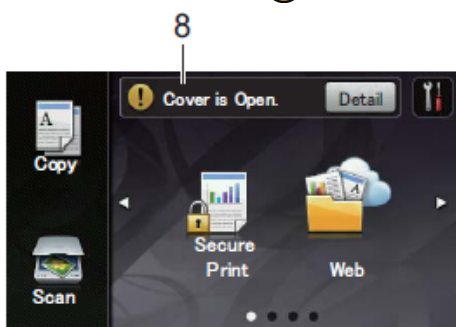 8
! Cover is Open. Detail
A
Copy
A
Secure
Print
Web
Scan